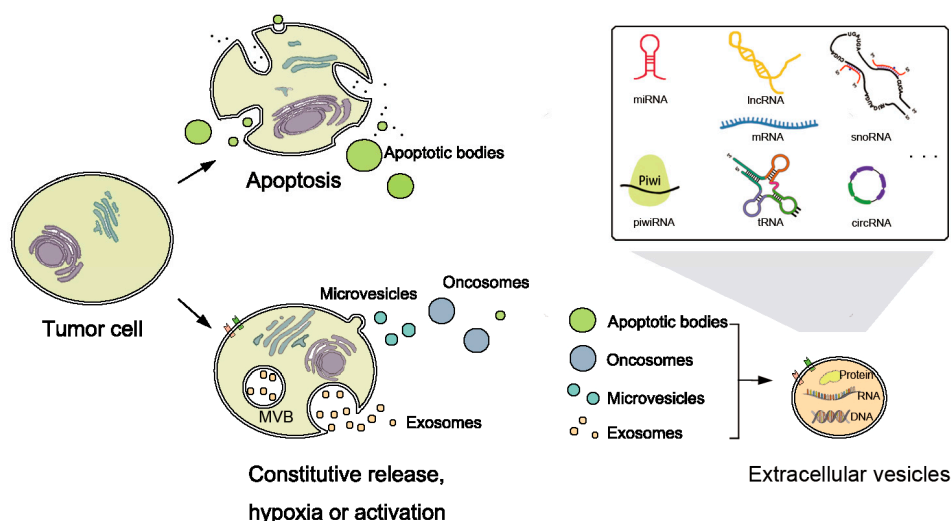 Apoptotic bodies
Apoptosis
Tumor cell
Microvesicles
Oncosomes
MVB
Exosomes
Constitutive release,
hypoxia or activation
miRNA
lncRNA
mRNA
snoRNA
Piwi
piwiRNA
tRNA
circRNA
. . . .
Apoptotic bodies
Oncosomes
Microvesicles
Exosomes
Protein
RNA
DNA
Extracellular vesicles